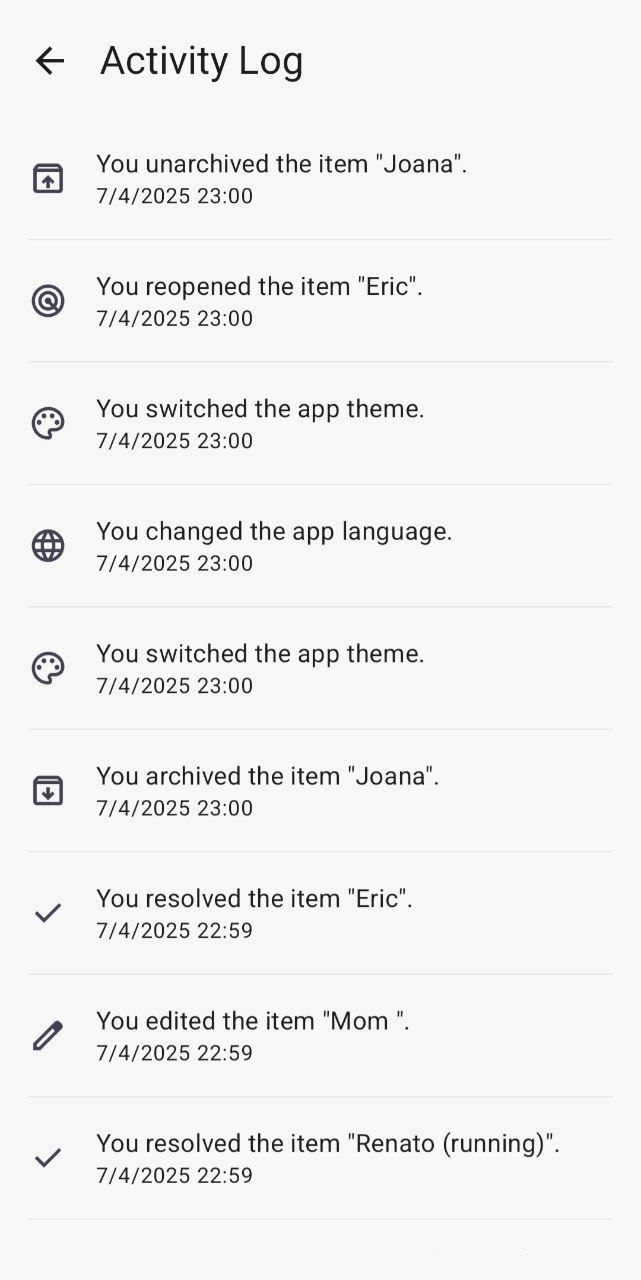 Activity Log
You unarchived the item "Joana".
7/4/2025 23:00
You reopened the item "Eric".
7/4/2025 23:00
You switched the app theme.
7/4/2025 23:00
You changed the app language.
7/4/2025 23:00
You switched the app theme.
7/4/2025 23:00
You archived the item "Joana".
7/4/2025 23:00
You resolved the item "Eric".
7/4/2025 22:59
You edited the item "Mom ".
7/4/2025 22:59
You resolved the item "Renato (running)".
7/4/2025 22:59